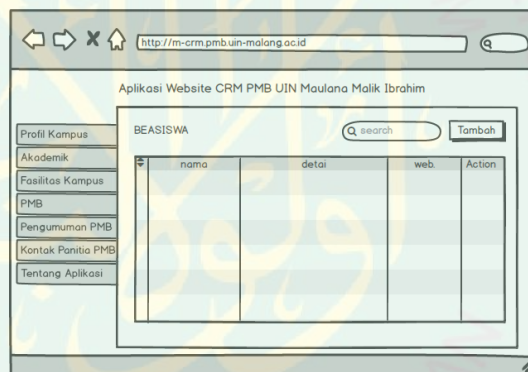 http://m-crm.pmb.uin-malang.ac.id
Aplikasi Website CRM PMB UIN Maulana Malik Ibrahim
Profil Kampus
Akademik
Fasilitas Kampus
PMB
Pengumuman PMB
Kontak Panitia PMB
Tentang Aplikasi
BEASISWA
search
Tambah
nama detai web. Action